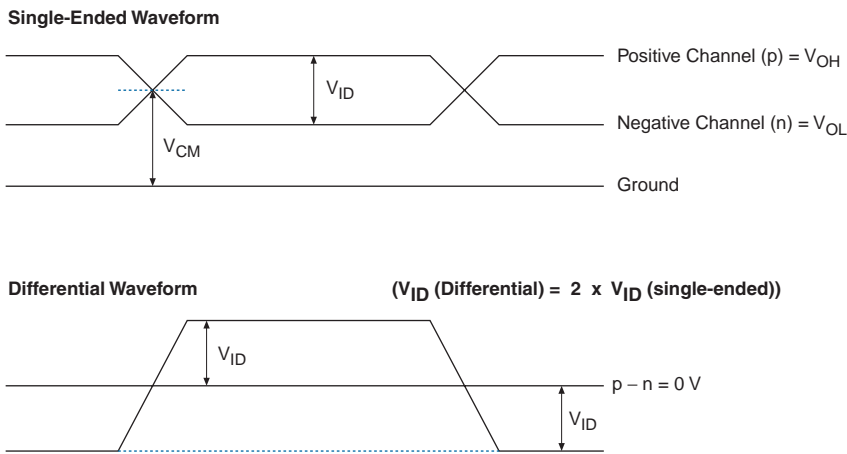 Single-Ended Waveform
Positive Channel (p) = VOH
VID
Negative Channel (n) = VOL
VCM
Ground
Differential Waveform
(VID (Differential) = 2 x VID (single-ended))
VID
p – n = 0 V
VID